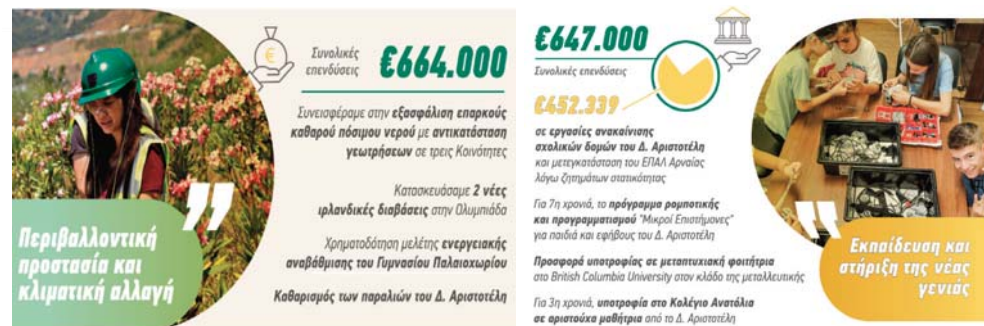 Συνολικές
επενδύσεις
€664.000
Συνεισφέραμε στην εξασφάλιση επαρκούς
καθαρού πόσιμου νερού με αντικατάσταση
γεωτρήσεων σε τρεις Κοινότητες
Κατασκευάσαμε 2 νέες
ιρλανδικές διαβάσεις στην Ολυμπιάδα
Χρηματοδότηση μελέτης ενεργειακής
αναβάθμισης του Γυμνασίου Παλαιοχωρίου
Καθαρισμός των παραλιών του Δ. Αριστοτέλη
Περιβαλλοντική
προστασία και
κλιματική αλλαγή
€647.000
Συνολικές επενδύσεις
€452.339
σε εργασίες ανακαίνισης
σχολικών δομών του Δ. Αριστοτέλη
και μετεγκατάσταση του ΕΠΑΛ Αρναίας
λόγω ζητημάτων στατικότητας
Για 7η χρονιά, το πρόγραμμα ρομποτικής
και προγραμματισμού "Μικροί Επιστήμονες"
για παιδιά και εφήβους του Δ. Αριστοτέλη
Προσφορά υποτροφίας σε μεταπτυχιακή φοιτήτρια
στο British Columbia University στον κλάδο της μεταλλευτικής
Για 3η χρονιά, υποτροφία στο Κολέγιο Ανατόλια
σε αριστούχο μαθήτρια από το Δ. Αριστοτέλη
Εκπαίδευση και
στήριξη της νέας
γενιάς